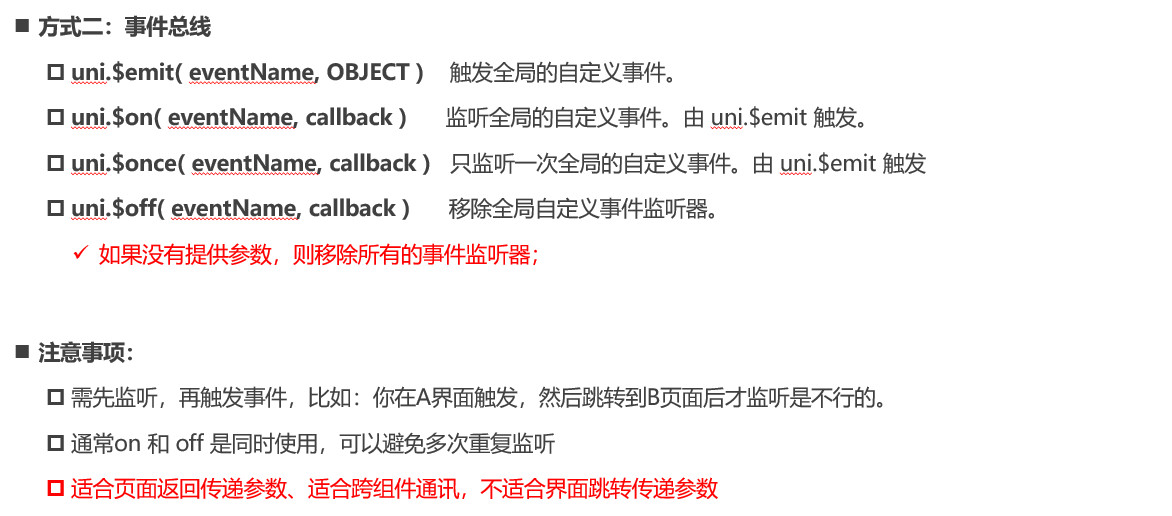 方式二：事件总线
uni.$emit( eventName, OBJECT ) 触发全局的自定义事件。
uni.$on( eventName, callback ) 监听全局的自定义事件。由 uni.$emit 触发。
uni.$once( eventName, callback ) 只监听一次全局的自定义事件。由 uni.$emit 触发
uni.$off( eventName, callback ) 移除全局自定义事件监听器。
如果没有提供参数，则移除所有的事件监听器；
注意事项：
需先监听，再触发事件，比如：你在A界面触发，然后跳转到B页面后才监听是不行的。
通常on 和 off 是同时使用，可以避免多次重复监听
适合页面返回传递参数、适合跨组件通讯，不适合界面跳转传递参数